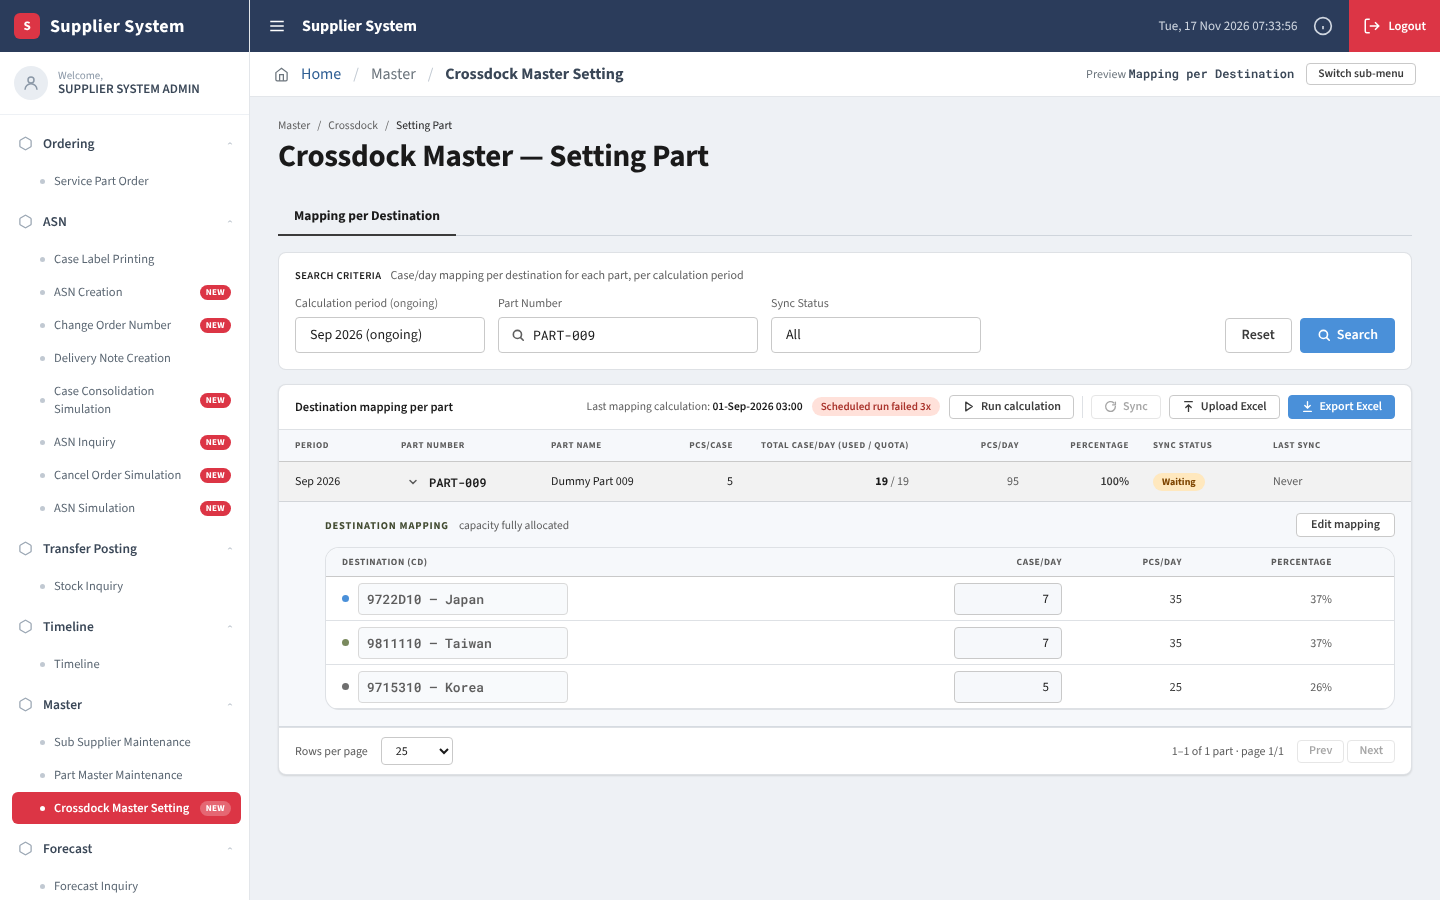 S Supplier System
Supplier System
Tue, 17 Nov 2026 07:33:56
Logout
Welcome,
SUPPLIER SYSTEM ADMIN
Home / Master / Crossdock Master Setting
Preview Mapping per Destination
Switch sub-menu
Ordering
Service Part Order
ASN
Case Label Printing
ASN Creation NEW
Change Order Number NEW
Delivery Note Creation
Case Consolidation
Simulation NEW
ASN Inquiry NEW
Cancel Order Simulation NEW
ASN Simulation NEW
Transfer Posting
Stock Inquiry
Timeline
Timeline
Master
Sub Supplier Maintenance
Part Master Maintenance
Crossdock Master Setting NEW
Forecast
Forecast Inquiry
Master / Crossdock / Setting Part
Crossdock Master — Setting Part
Mapping per Destination
SEARCH CRITERIA Case/day mapping per destination for each part, per calculation period
Calculation period (ongoing) Part Number Sync Status
Sep 2026 (ongoing) PART-009 All Reset Search
Destination mapping per part Last mapping calculation: 01-Sep-2026 03:00 Scheduled run failed 3x Run calculation Sync Upload Excel Export Excel
PERIOD PART NUMBER PART NAME PCS/CASE TOTAL CASE/DAY (USED / QUOTA) PCS/DAY PERCENTAGE SYNC STATUS LAST SYNC
Sep 2026 PART-009 Dummy Part 009 5 19 / 19 95 100% Waiting Never
DESTINATION MAPPING capacity fully allocated Edit mapping
DESTINATION (CD) CASE/DAY PCS/DAY PERCENTAGE
9722D10 — Japan 7 35 37%
9811110 — Taiwan 7 35 37%
9715310 — Korea 5 25 26%
Rows per page 25 1–1 of 1 part · page 1/1 Prev Next